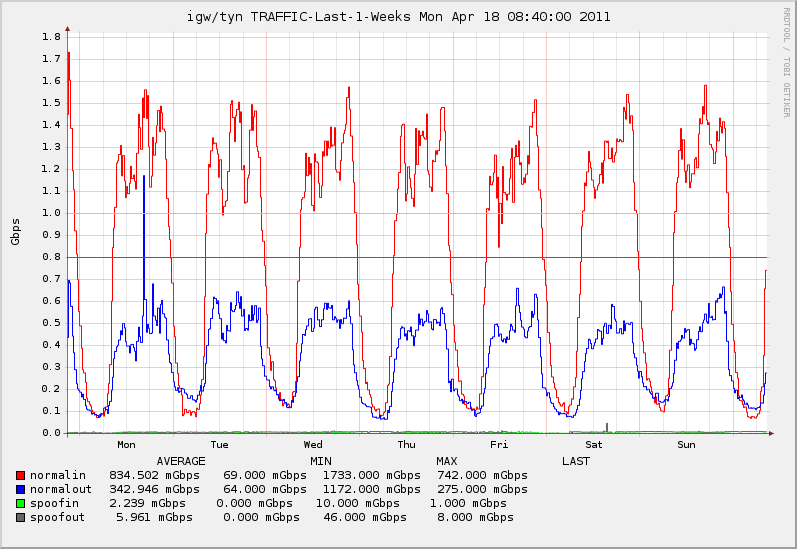 igw/tyn TRAFFIC-Last-1-Weeks Mon Apr 18 08:40:00 2011
RRDTOOL / TOBI OETIKER
Gbps
1.8
1.7
1.6
1.5
1.4
1.3
1.2
1.1
1.0
0.9
0.8
0.7
0.6
0.5
0.4
0.3
0.2
0.1
0.0
Mon Tue Wed Thu Fri Sat Sun
AVERAGE MIN MAX LAST
normalin 834.502 mGbps 69.000 mGbps 1733.000 mGbps 742.000 mGbps
normalout 342.946 mGbps 64.000 mGbps 1172.000 mGbps 275.000 mGbps
spoofin 2.239 mGbps 0.000 mGbps 10.000 mGbps 1.000 mGbps
spoofout 5.961 mGbps 0.000 mGbps 46.000 mGbps 8.000 mGbps